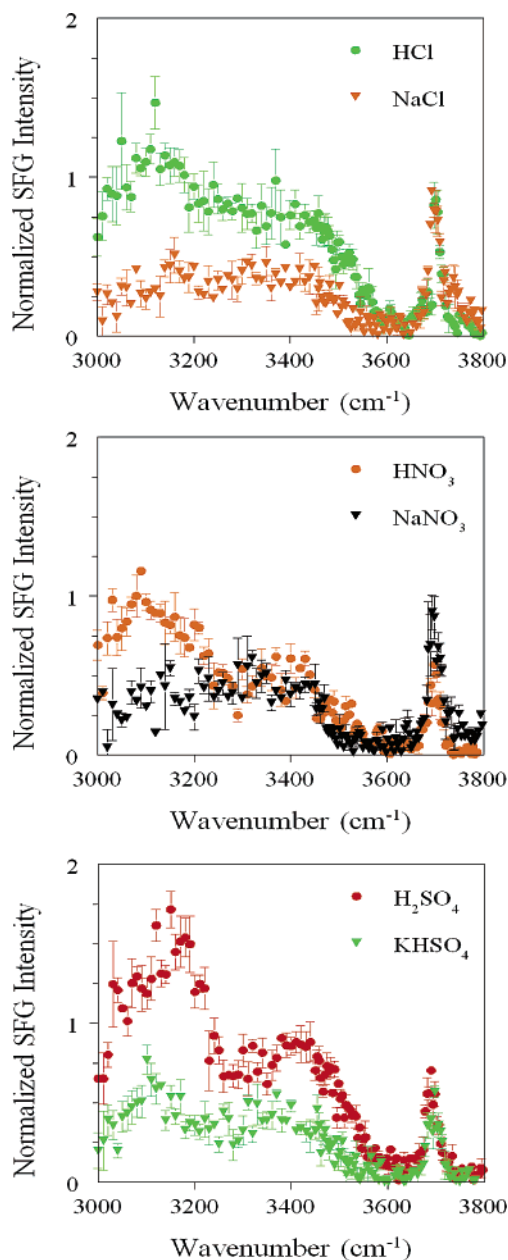 2
HCl
NaCl
1
0
3000 3200 3400 3600 3800
Normalized SFG Intensity
Wavenumber (cm⁻¹)
2
HNO₃
NaNO₃
1
0
3000 3200 3400 3600 3800
Normalized SFG Intensity
Wavenumber (cm⁻¹)
2
H₂SO₄
KHSO₄
1
0
3000 3200 3400 3600 3800
Normalized SFG Intensity
Wavenumber (cm⁻¹)